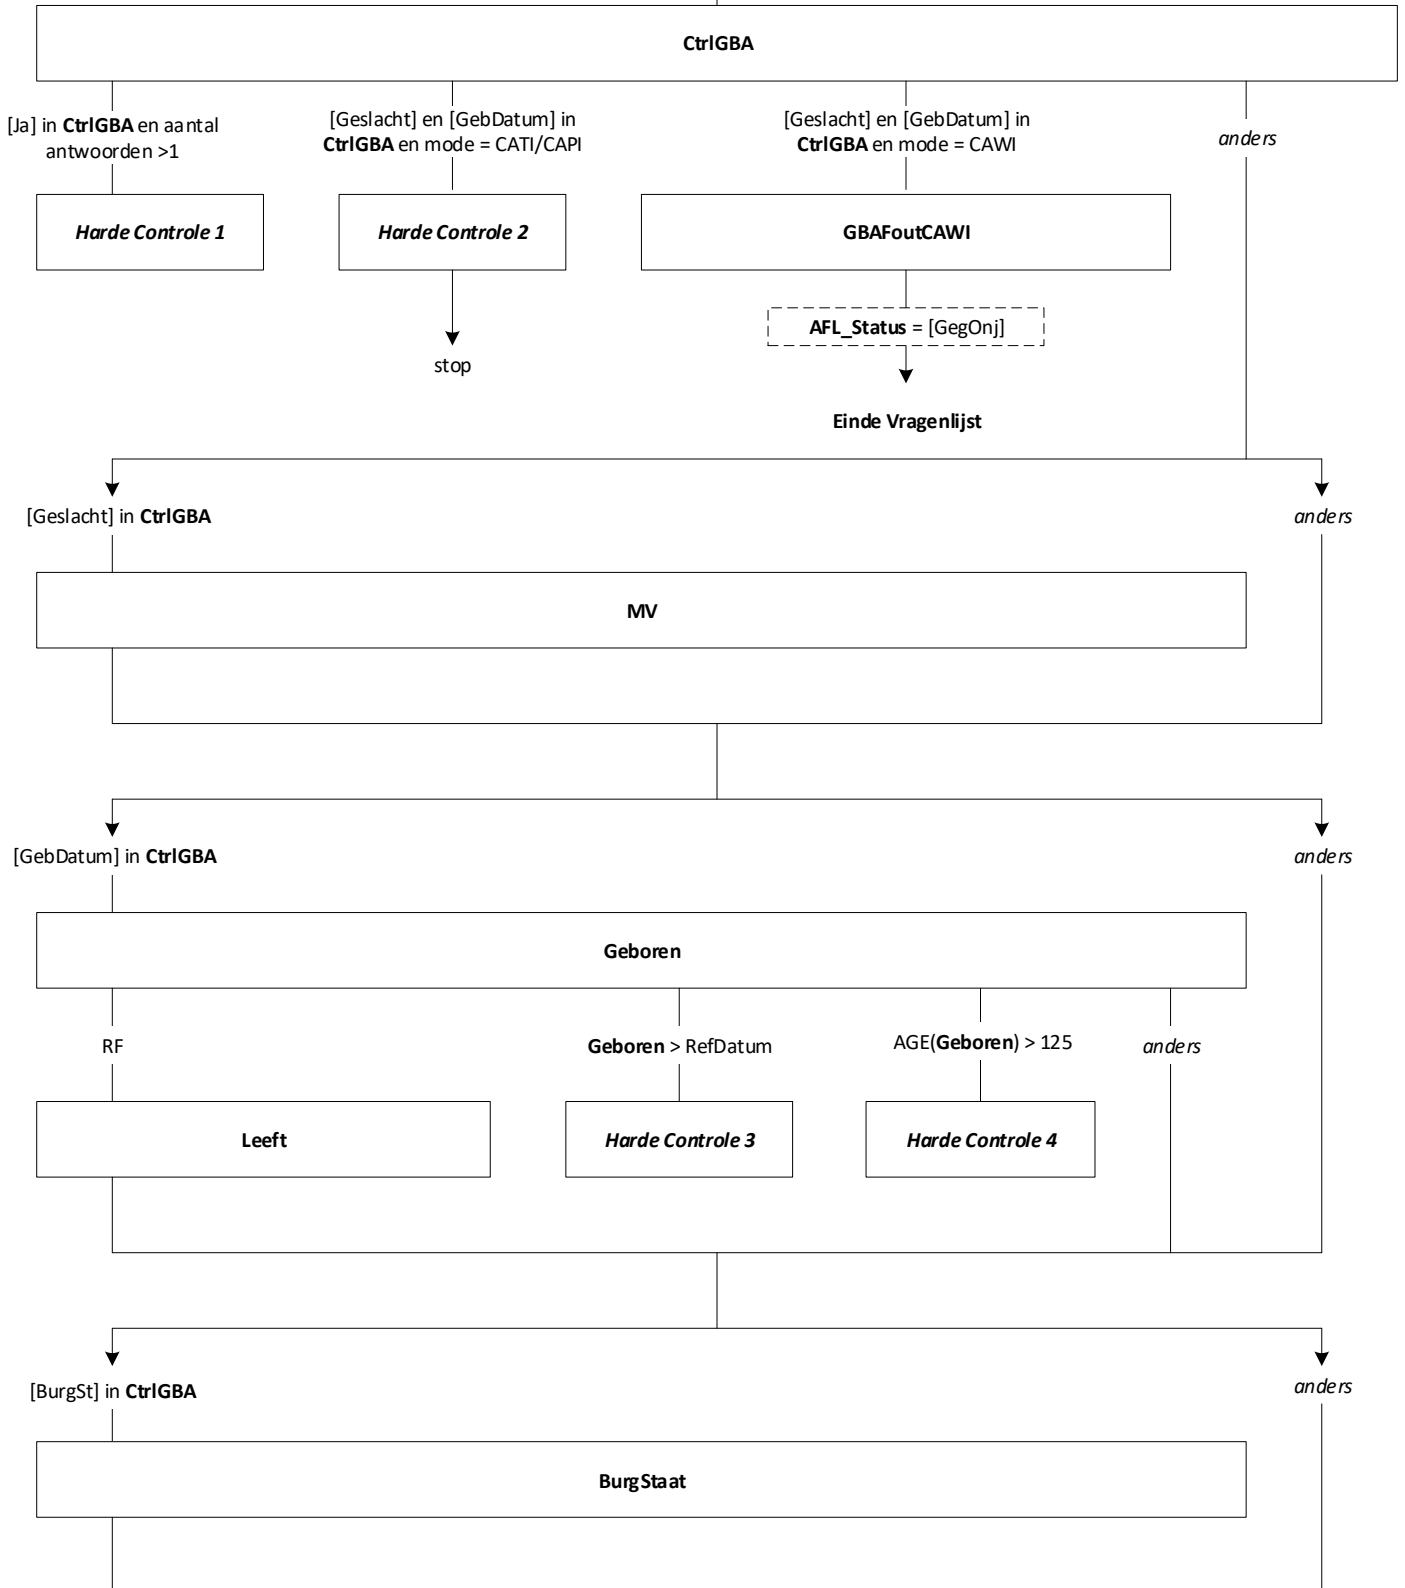 CtrlGBA
[Ja] in CtrlGBA en aantal
antwoorden >1
[Geslacht] en [GebDatum] in
CtrlGBA en mode = CATI/CAPI
[Geslacht] en [GebDatum] in
CtrlGBA en mode = CAWI
anders
Harde Controle 1
Harde Controle 2
GBAFoutCAWI
AFL_Status = [GegOnj]
stop
Einde Vragenlijst
[Geslacht] in CtrlGBA
anders
MV
[GebDatum] in CtrlGBA
anders
Geboren
RF
Geboren > RefDatum
AGE(Geboren) > 125
anders
Leeft
Harde Controle 3
Harde Controle 4
[BurgSt] in CtrlGBA
anders
BurgStaat